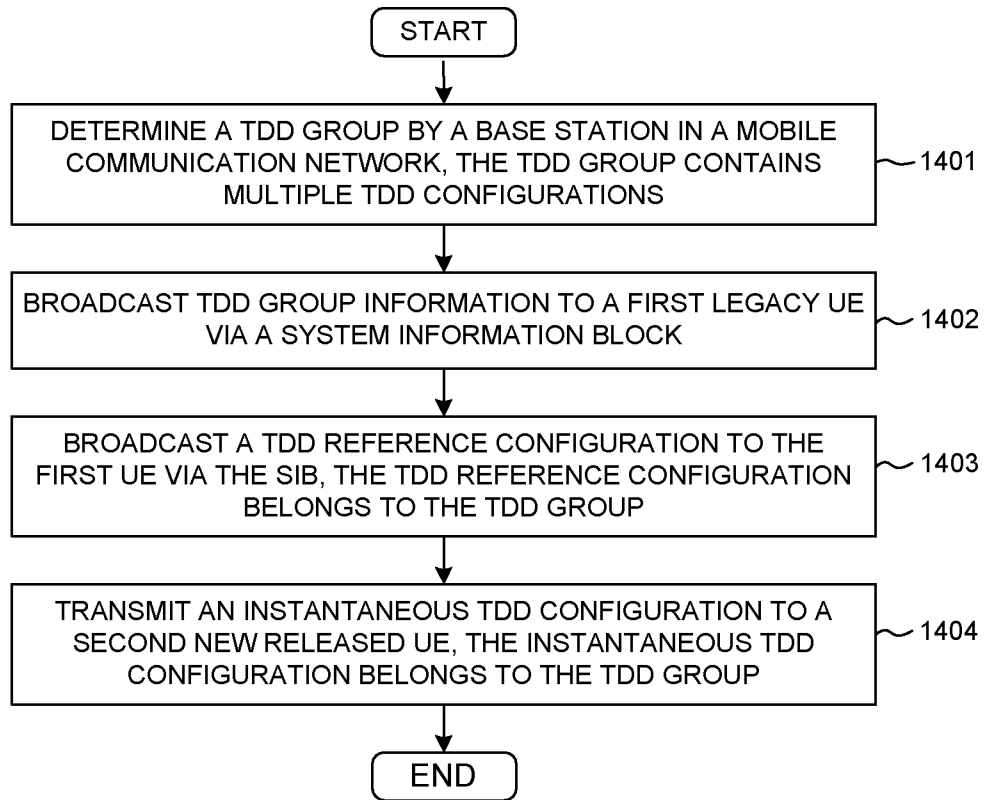 START
DETERMINE A TDD GROUP BY A BASE STATION IN A MOBILE
COMMUNICATION NETWORK, THE TDD GROUP CONTAINS
MULTIPLE TDD CONFIGURATIONS
1401
BROADCAST TDD GROUP INFORMATION TO A FIRST LEGACY UE
VIA A SYSTEM INFORMATION BLOCK
1402
BROADCAST A TDD REFERENCE CONFIGURATION TO THE
FIRST UE VIA THE SIB, THE TDD REFERENCE CONFIGURATION
BELONGS TO THE TDD GROUP
1403
TRANSMIT AN INSTANTANEOUS TDD CONFIGURATION TO A
SECOND NEW RELEASED UE, THE INSTANTANEOUS TDD
CONFIGURATION BELONGS TO THE TDD GROUP
1404
END